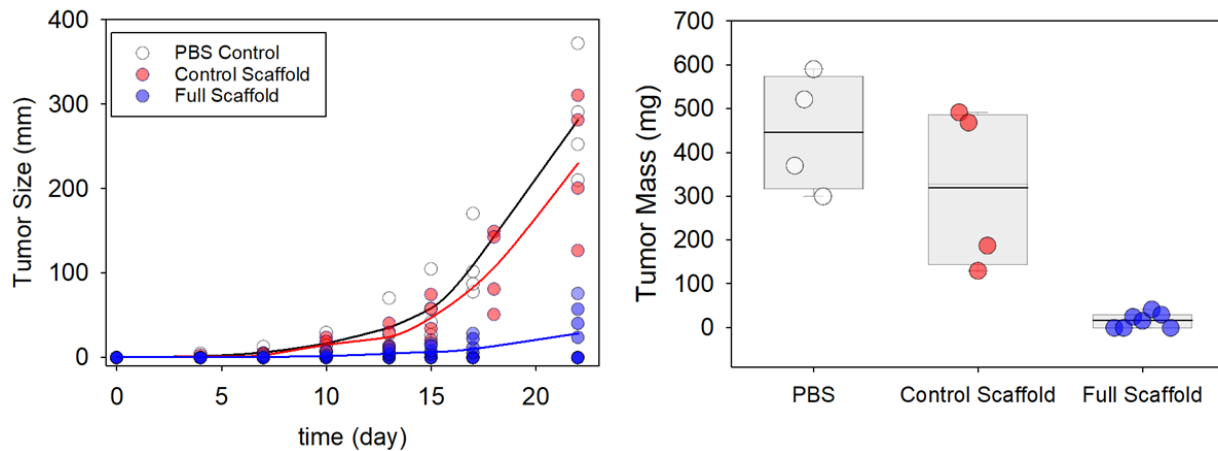 400
300
200
100
0
Tumor Size (mm)
PBS Control
Control Scaffold
Full Scaffold
0 5 10 15 20
time (day)
700
600
500
400
300
200
100
0
Tumor Mass (mg)
PBS Control Scaffold Full Scaffold